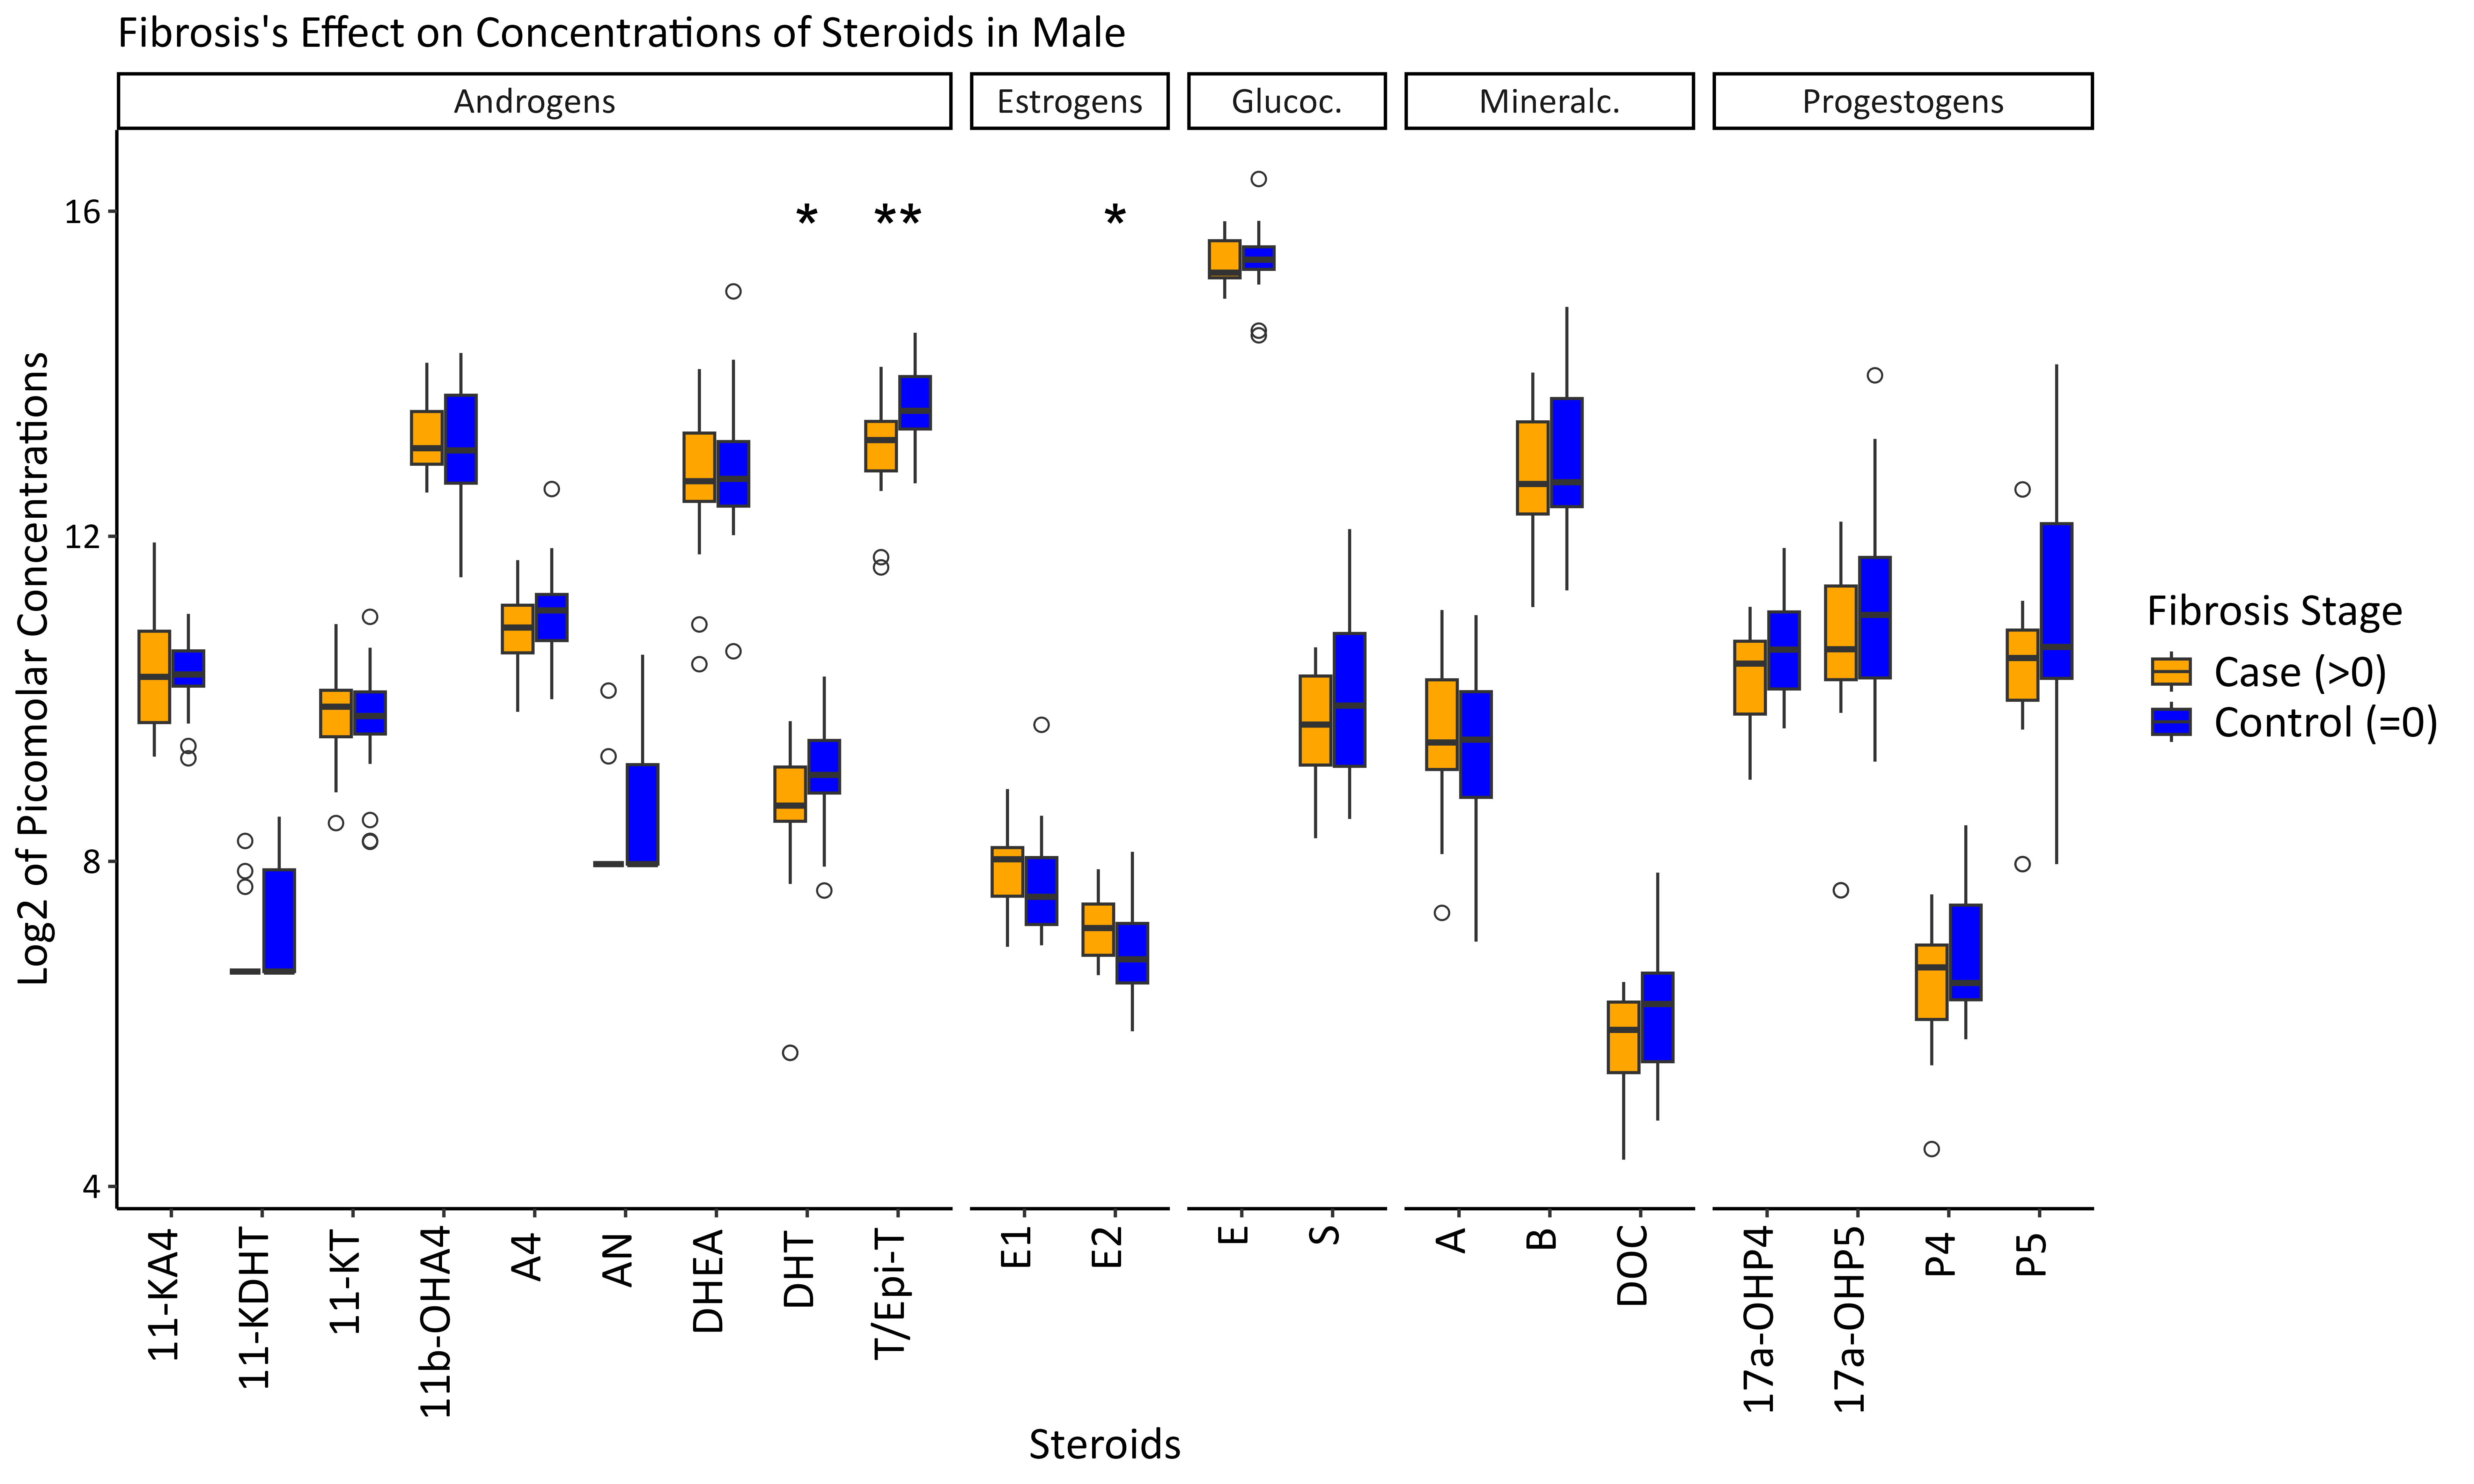 Fibrosis's Effect on Concentrations of Steroids in Male
Androgens
Estrogens
Glucoc.
Mineralc.
Progestogens
Log2 of Picomolar Concentrations
16
12
8
4
*
**
*
11-KA4
11-KDHT
11-KT
11b-OHA4
A4
AN
DHEA
DHT
T/Epi-T
E1
E2
E
S
A
B
DOC
17a-OHP4
17a-OHP5
P4
P5
Steroids
Fibrosis Stage
Case (>0)
Control (=0)